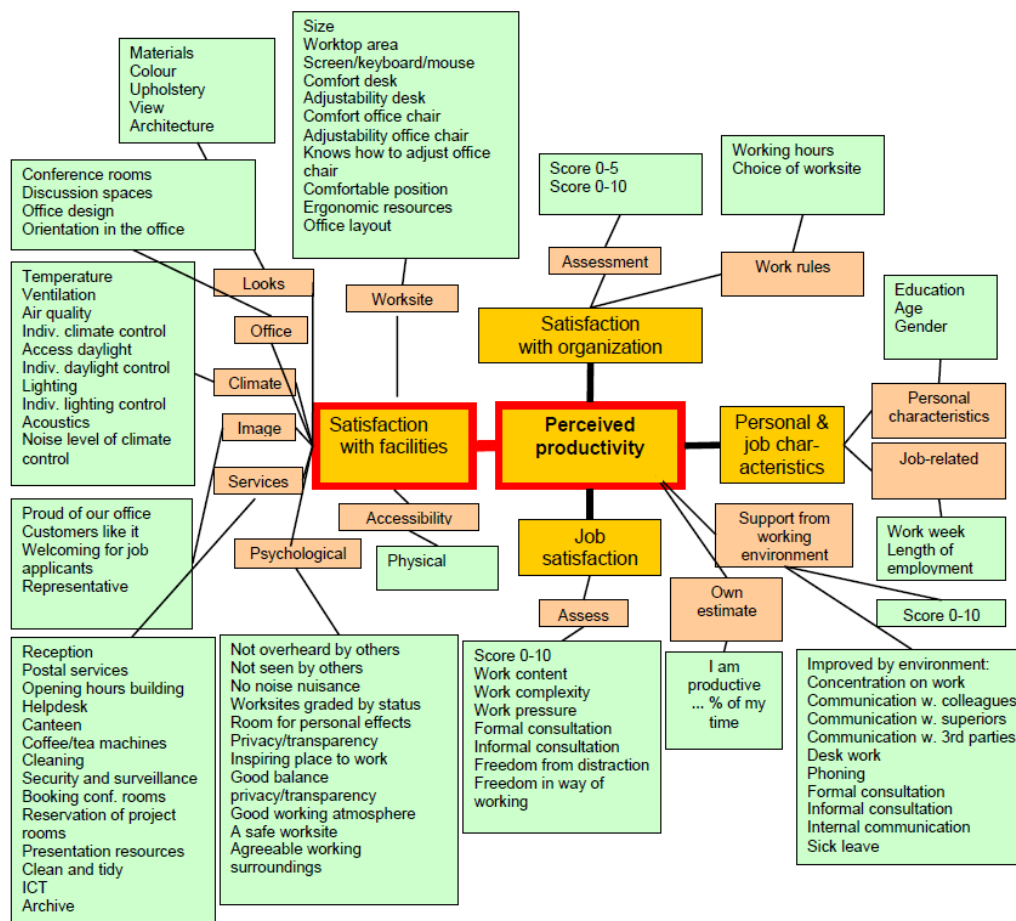 Materials
Colour
Upholstery
View
Architecture
Size
Worktop area
Screen/keyboard/mouse
Comfort desk
Adjustability desk
Comfort office chair
Adjustability office chair
Knows how to adjust office
chair
Comfortable position
Ergonomic resources
Office layout
Score 0-5
Score 0-10
Working hours
Choice of worksite
Conference rooms
Discussion spaces
Office design
Orientation in the office
Assessment
Work rules
Looks
Worksite
Temperature
Ventilation
Air quality
Indiv. climate control
Access daylight
Indiv. daylight control
Lighting
Indiv. lighting control
Acoustics
Noise level of climate
control
Office
Satisfaction
with organization
Education
Age
Gender
Climate
Image
Services
Satisfaction
with facilities
Perceived
productivity
Personal &
job char-
acteristics
Personal
characteristics
Job-related
Proud of our office
Customers like it
Welcoming for job
applicants
Representative
Psychological
Accessibility
Physical
Job
satisfaction
Support from
working
environment
Work week
Length of
employment
Assess
Own
estimate
Score 0-10
Reception
Postal services
Opening hours building
Helpdesk
Canteen
Coffee/tea machines
Cleaning
Security and surveillance
Booking conf. rooms
Reservation of project
rooms
Presentation resources
Clean and tidy
ICT
Archive
Not overheard by others
Not seen by others
No noise nuisance
Worksites graded by status
Room for personal effects
Privacy/transparency
Inspiring place to work
Good balance
privacy/transparency
Good working atmosphere
A safe worksite
Agreeable working
surroundings
Score 0-10
Work content
Work complexity
Work pressure
Formal consultation
Informal consultation
Freedom from distraction
Freedom in way of
working
I am
productive
... % of my
time
Improved by environment:
Concentration on work
Communication w. colleagues
Communication w. superiors
Communication w. 3rd parties
Desk work
Phoning
Formal consultation
Informal consultation
Internal communication
Sick leave